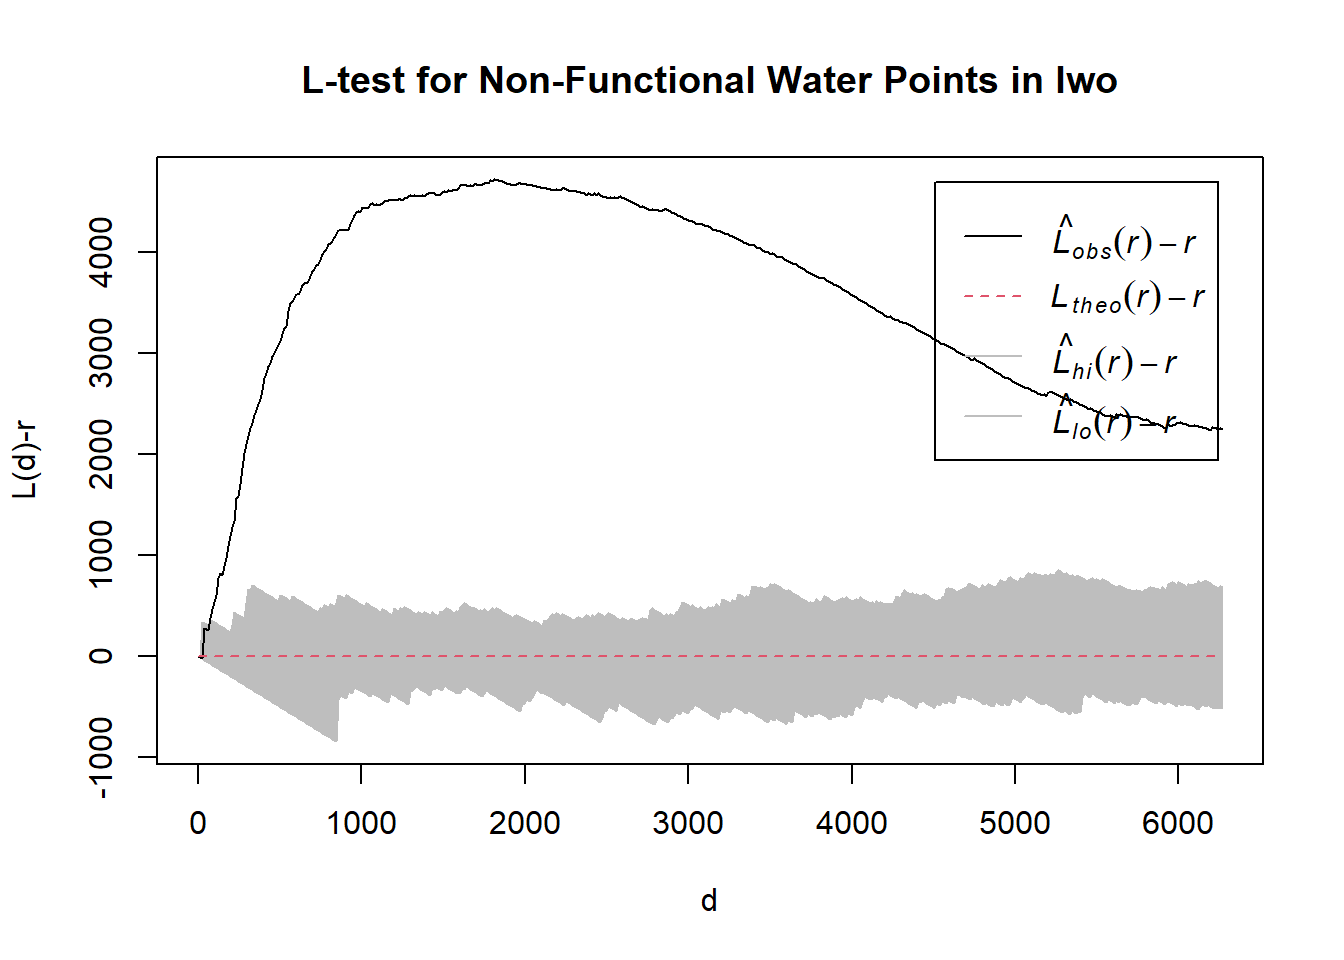 L-test for Non-Functional Water Points in Iwo
L(d)-r
4000
3000
2000
1000
0
-1000
L̂obs(r) – r
Ltheo(r) – r
L̂hi(r) – r
L̂lo(r) – r
0 1000 2000 3000 4000 5000 6000
d